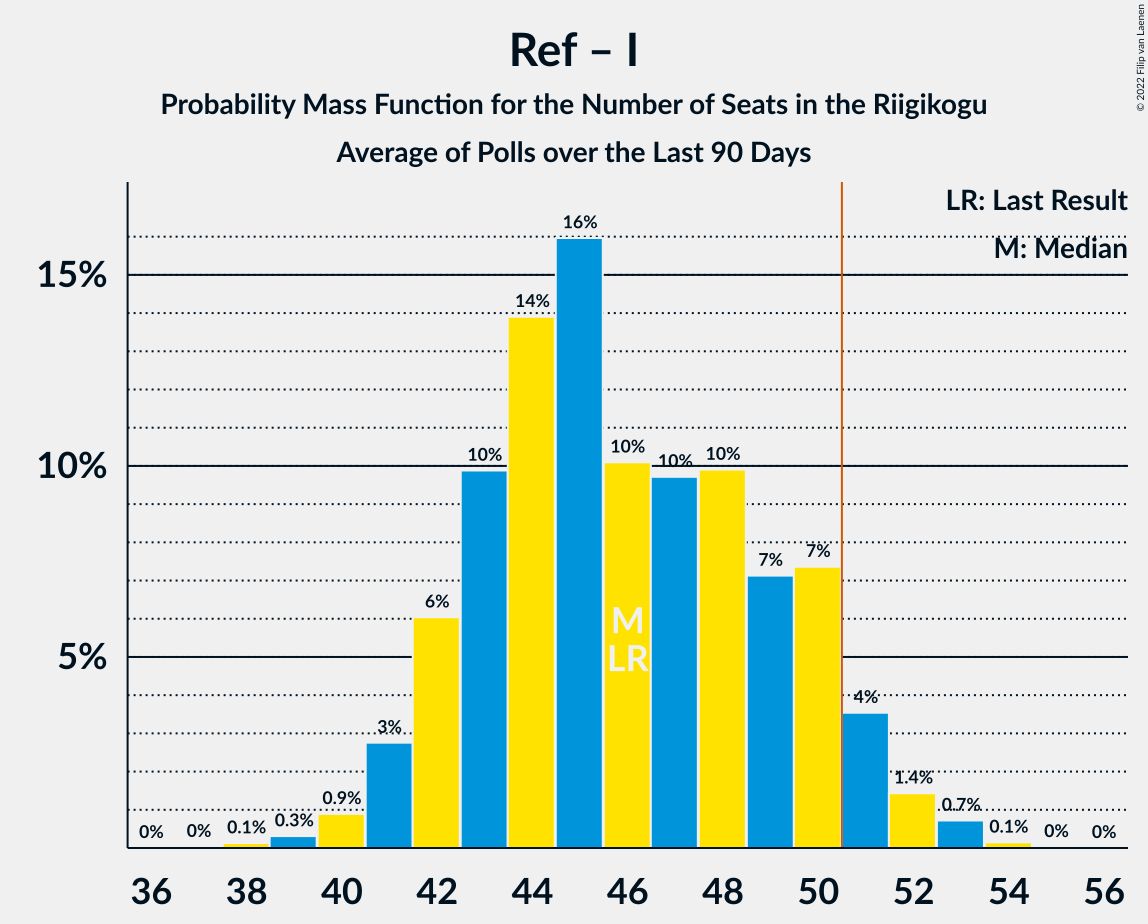 Ref – I
Probability Mass Function for the Number of Seats in the Riigikogu
Average of Polls over the Last 90 Days
© 2022 Filip van Laenen
LR: Last Result
M: Median
15%
10%
5%
0%
0%
0.1%
0.3%
0.9%
3%
6%
10%
14%
16%
10%
10%
10%
7%
7%
4%
1.4%
0.7%
0.1%
0%
0%
M
LR
36 38 40 42 44 46 48 50 52 54 56